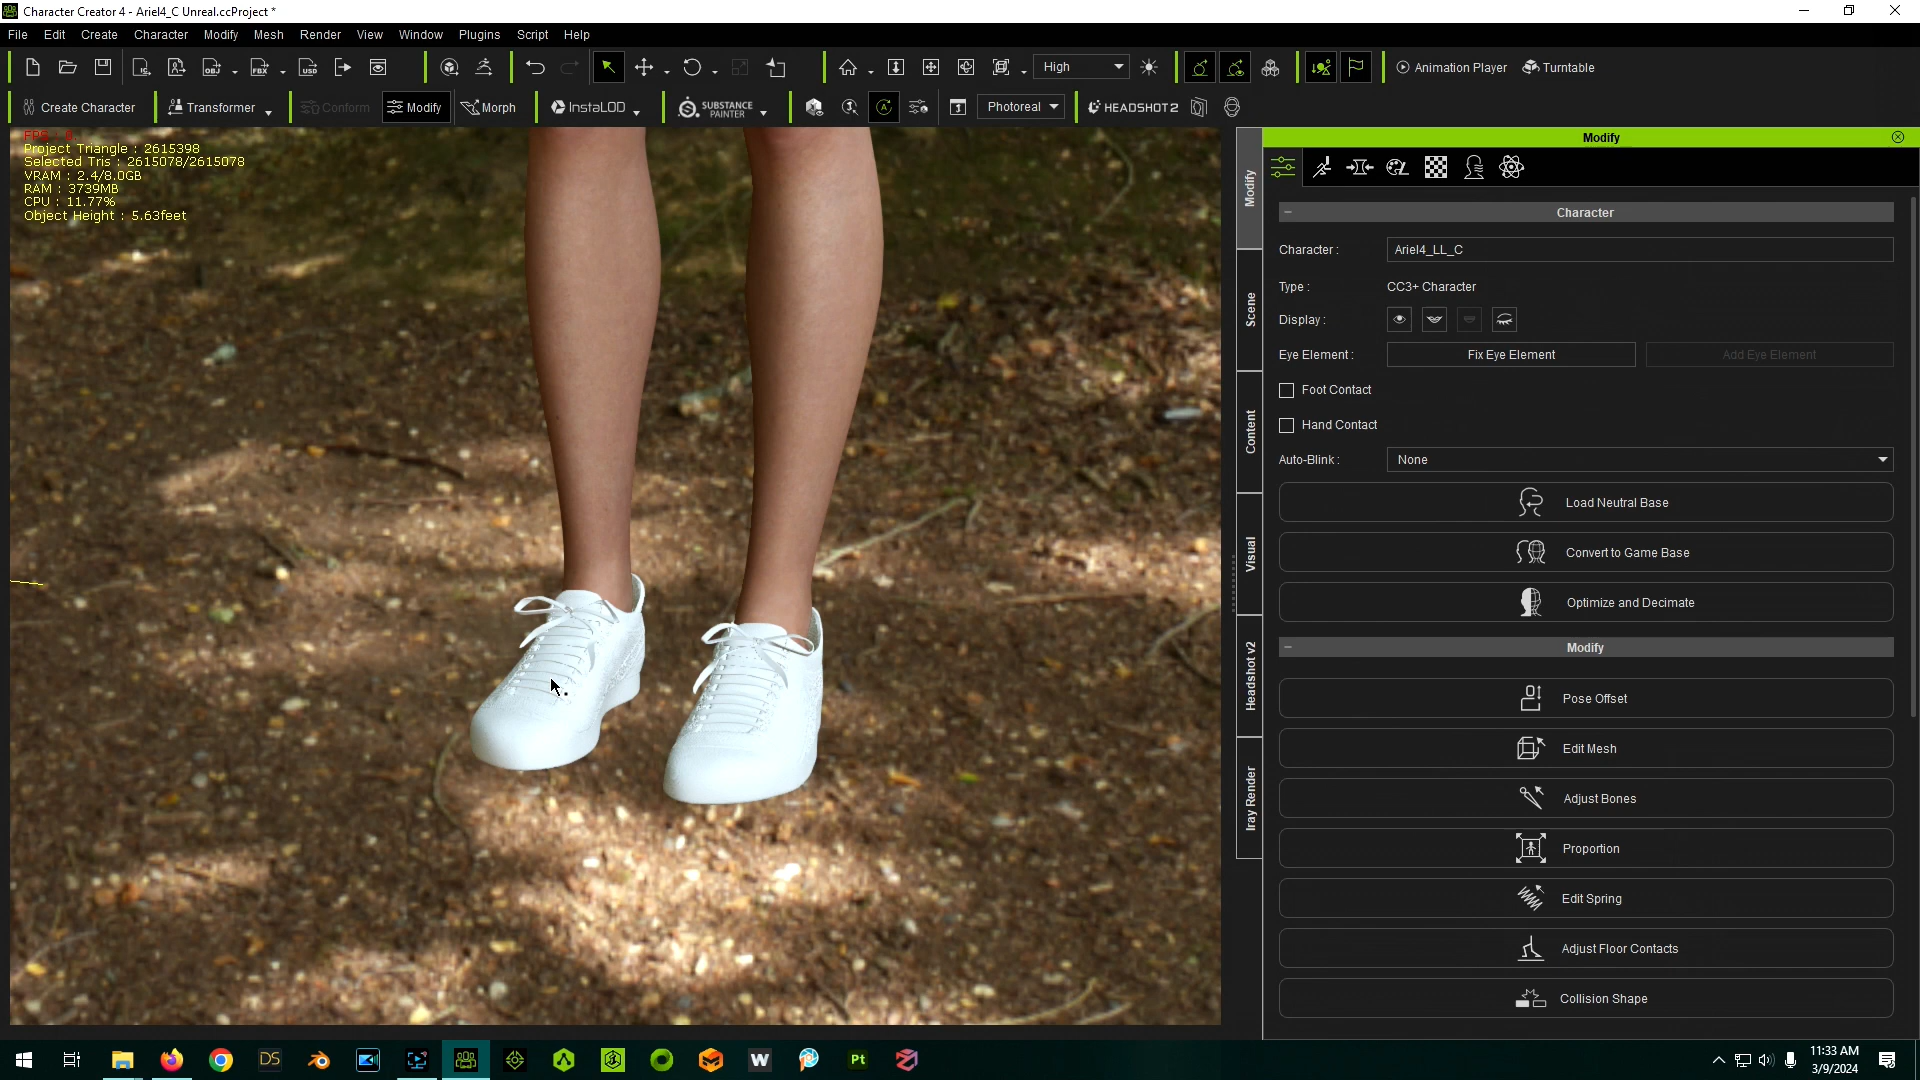 Character Creator 4 - Ariel4_C Unreal.ccProject *
File Edit Create Character Modify Mesh Render View Window Plugins Script Help
OBJ FBX USD High Animation Player Turntable
Create Character Transformer Conform Modify Morph InstaLOD SUBSTANCE PAINTER Photoreal HEADSHOT 2
Project Triangle : 2615398
Selected Tris : 2615078/2615078
VRAM : 2.4/8.0GB
RAM : 3739MB
CPU : 11.77%
Object Height : 5.63feet
Modify
Scene
Content
Visual
Headshot v2
Iray Render
Modify
Character
Character : Ariel4_LL_C
Type : CC3+ Character
Display :
Eye Element : Fix Eye Element Add Eye Element
Foot Contact
Hand Contact
Auto-Blink : None
Load Neutral Base
Convert to Game Base
Optimize and Decimate
Modify
Pose Offset
Edit Mesh
Adjust Bones
Proportion
Edit Spring
Adjust Floor Contacts
Collision Shape
DS W Pt
11:33 AM
3/9/2024